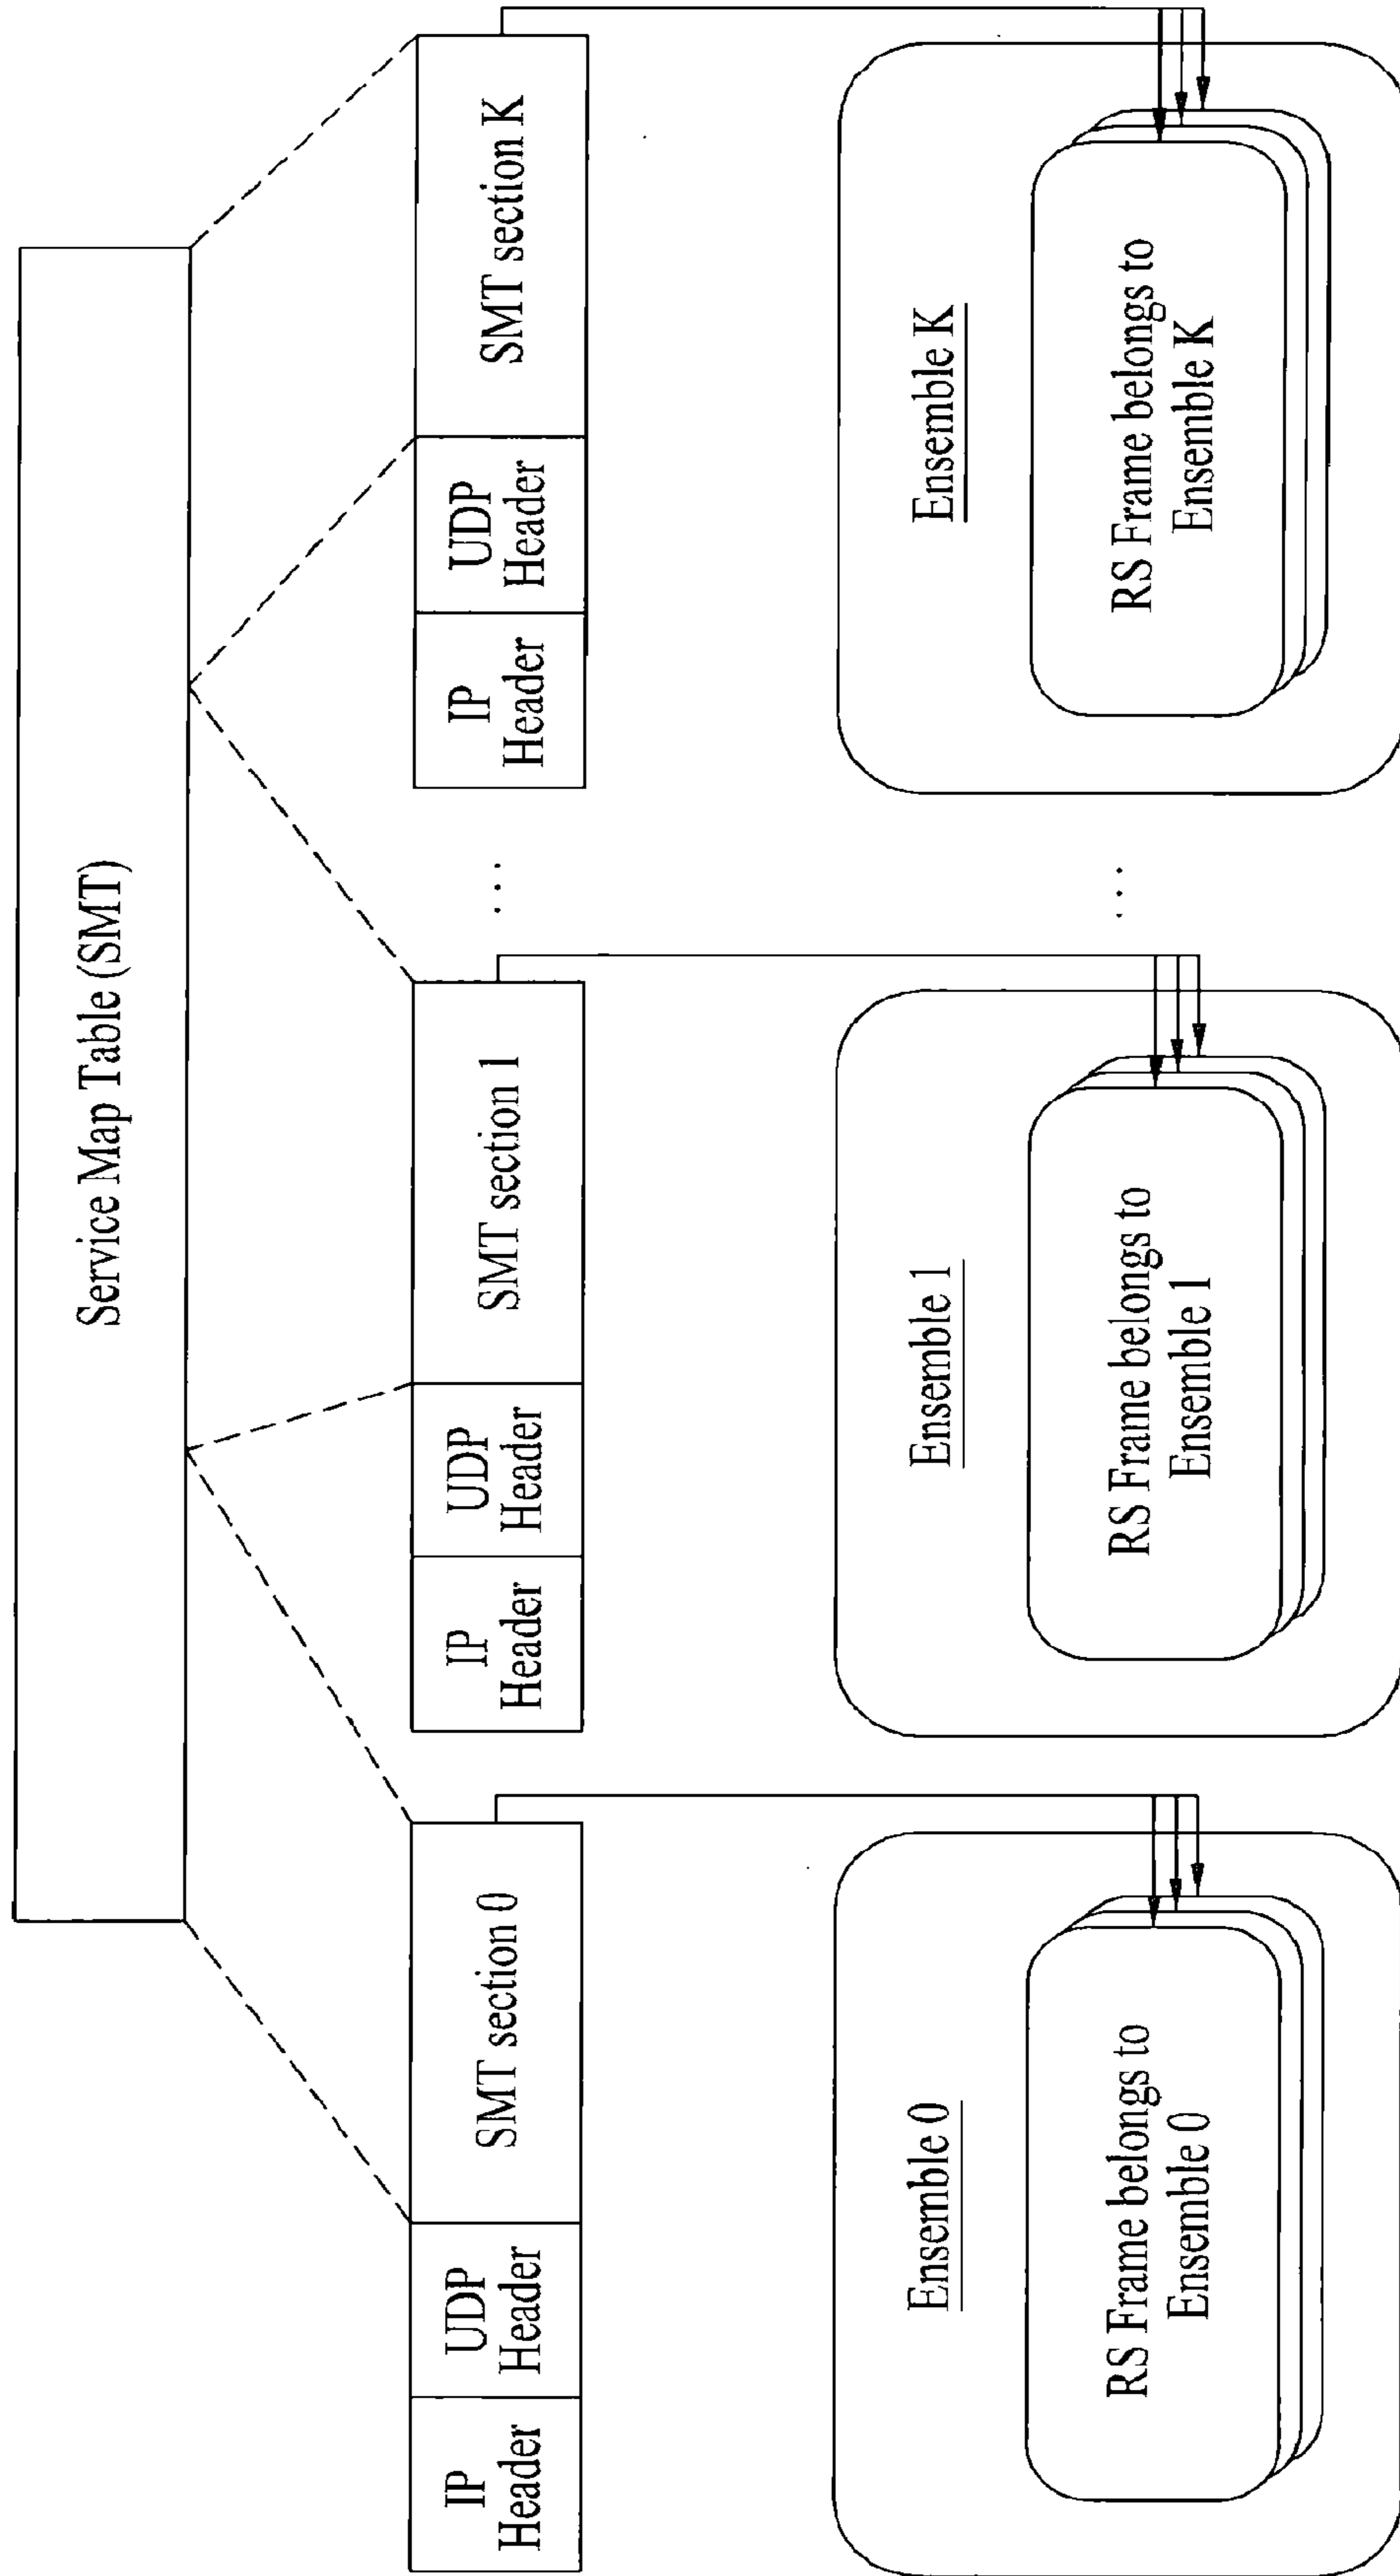 Service Map Table (SMT)
IP
Header
UDP
Header
SMT section 0
IP
Header
UDP
Header
SMT section 1
...
IP
Header
UDP
Header
SMT section K
Ensemble 0
RS Frame belongs to
Ensemble 0
Ensemble 1
RS Frame belongs to
Ensemble 1
...
Ensemble K
RS Frame belongs to
Ensemble K